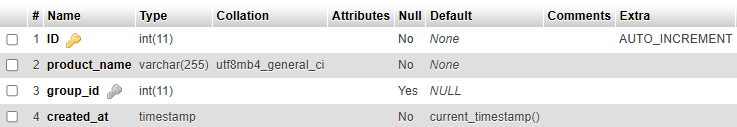 # Name Type Collation Attributes Null Default Comments Extra
1 ID int(11) No None AUTO_INCREMENT
2 product_name varchar(255) utf8mb4_general_ci No None
3 group_id int(11) Yes NULL
4 created_at timestamp No current_timestamp()